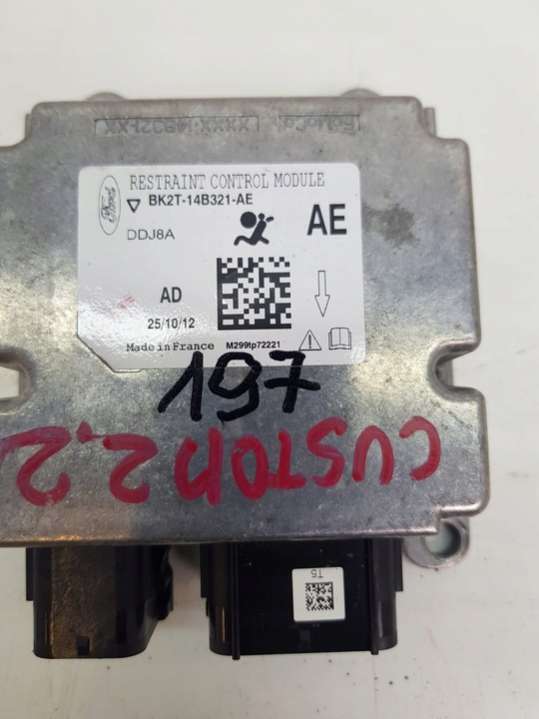 Ford
RESTRAINT CONTROL MODULE
BK2T-14B321-AE
DDJ8A
AE
AD
25/10/12
Made in France
M299tp72221
197
CUSTOM 2,2
T5